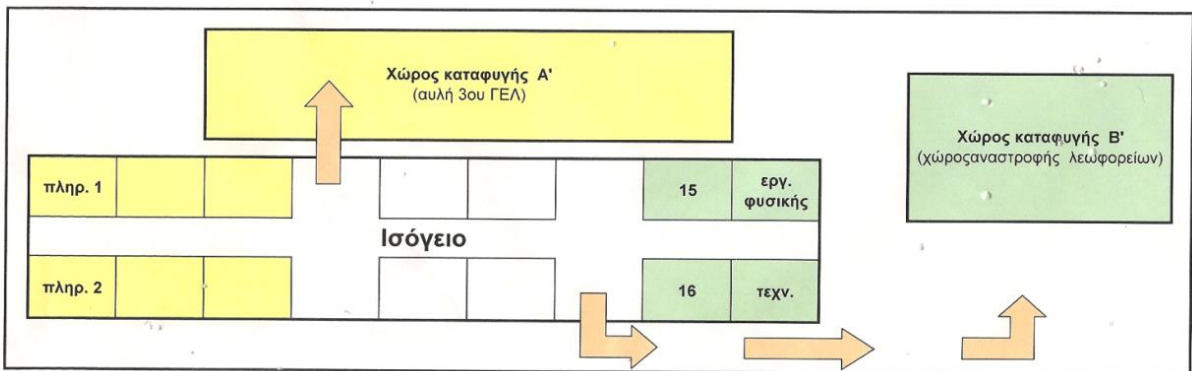 Χώρος καταφυγής Α'
(αυλή 3ου ΓΕΛ)
Χώρος καταφυγής Β'
(χώροςαναστροφής λεωφορείων)
πληρ. 1
15
εργ.
φυσικής
Ισόγειο
πληρ. 2
16
τεχν.